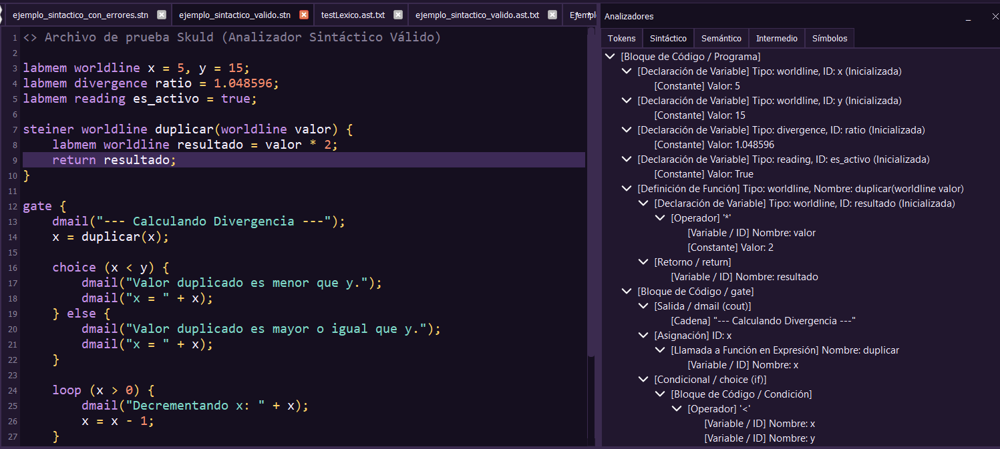 ejemplo_sintactico_con_errores.stn
ejemplo_sintactico_valido.stn
testLexico.ast.txt
ejemplo_sintactico_valido.ast.txt
1 <> Archivo de prueba Skuld (Analizador Sintáctico Válido)
2
3 labmem worldline x = 5, y = 15;
4 labmem divergence ratio = 1.048596;
5 labmem reading es_activo = true;
6
7 steiner worldline duplicar(worldline valor) {
8     labmem worldline resultado = valor * 2;
9     return resultado;
10 }
11
12 gate {
13     dmail("--- Calculando Divergencia ---");
14     x = duplicar(x);
15
16     choice (x < y) {
17         dmail("Valor duplicado es menor que y.");
18         dmail("x = " + x);
19     } else {
20         dmail("Valor duplicado es mayor o igual que y.");
21         dmail("x = " + x);
22     }
23
24     loop (x > 0) {
25         dmail("Decrementando x: " + x);
26         x = x - 1;
27     }
Analizadores
Tokens
Sintáctico
Semántico
Intermedio
Símbolos
[Bloque de Código / Programa]
[Declaración de Variable] Tipo: worldline, ID: x (Inicializada)
[Constante] Valor: 5
[Declaración de Variable] Tipo: worldline, ID: y (Inicializada)
[Constante] Valor: 15
[Declaración de Variable] Tipo: divergence, ID: ratio (Inicializada)
[Constante] Valor: 1.048596
[Declaración de Variable] Tipo: reading, ID: es_activo (Inicializada)
[Constante] Valor: True
[Definición de Función] Tipo: worldline, Nombre: duplicar(worldline valor)
[Declaración de Variable] Tipo: worldline, ID: resultado (Inicializada)
[Operador] '*'
[Variable / ID] Nombre: valor
[Constante] Valor: 2
[Retorno / return]
[Variable / ID] Nombre: resultado
[Bloque de Código / gate]
[Salida / dmail (cout)]
[Cadena] "--- Calculando Divergencia ---"
[Asignación] ID: x
[Llamada a Función en Expresión] Nombre: duplicar
[Variable / ID] Nombre: x
[Condicional / choice (if)]
[Bloque de Código / Condición]
[Operador] '<'
[Variable / ID] Nombre: x
[Variable / ID] Nombre: y